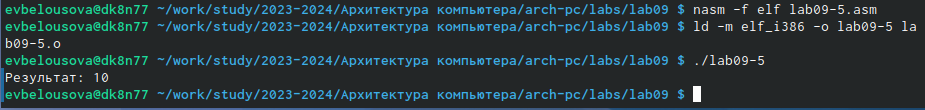 evbelousova@dk8n77 ~/work/study/2023-2024/Архитектура компьютера/arch-pc/labs/lab09 $ nasm -f elf lab09-5.asm
evbelousova@dk8n77 ~/work/study/2023-2024/Архитектура компьютера/arch-pc/labs/lab09 $ ld -m elf_i386 -o lab09-5 la
b09-5.o
evbelousova@dk8n77 ~/work/study/2023-2024/Архитектура компьютера/arch-pc/labs/lab09 $ ./lab09-5
Результат: 10
evbelousova@dk8n77 ~/work/study/2023-2024/Архитектура компьютера/arch-pc/labs/lab09 $